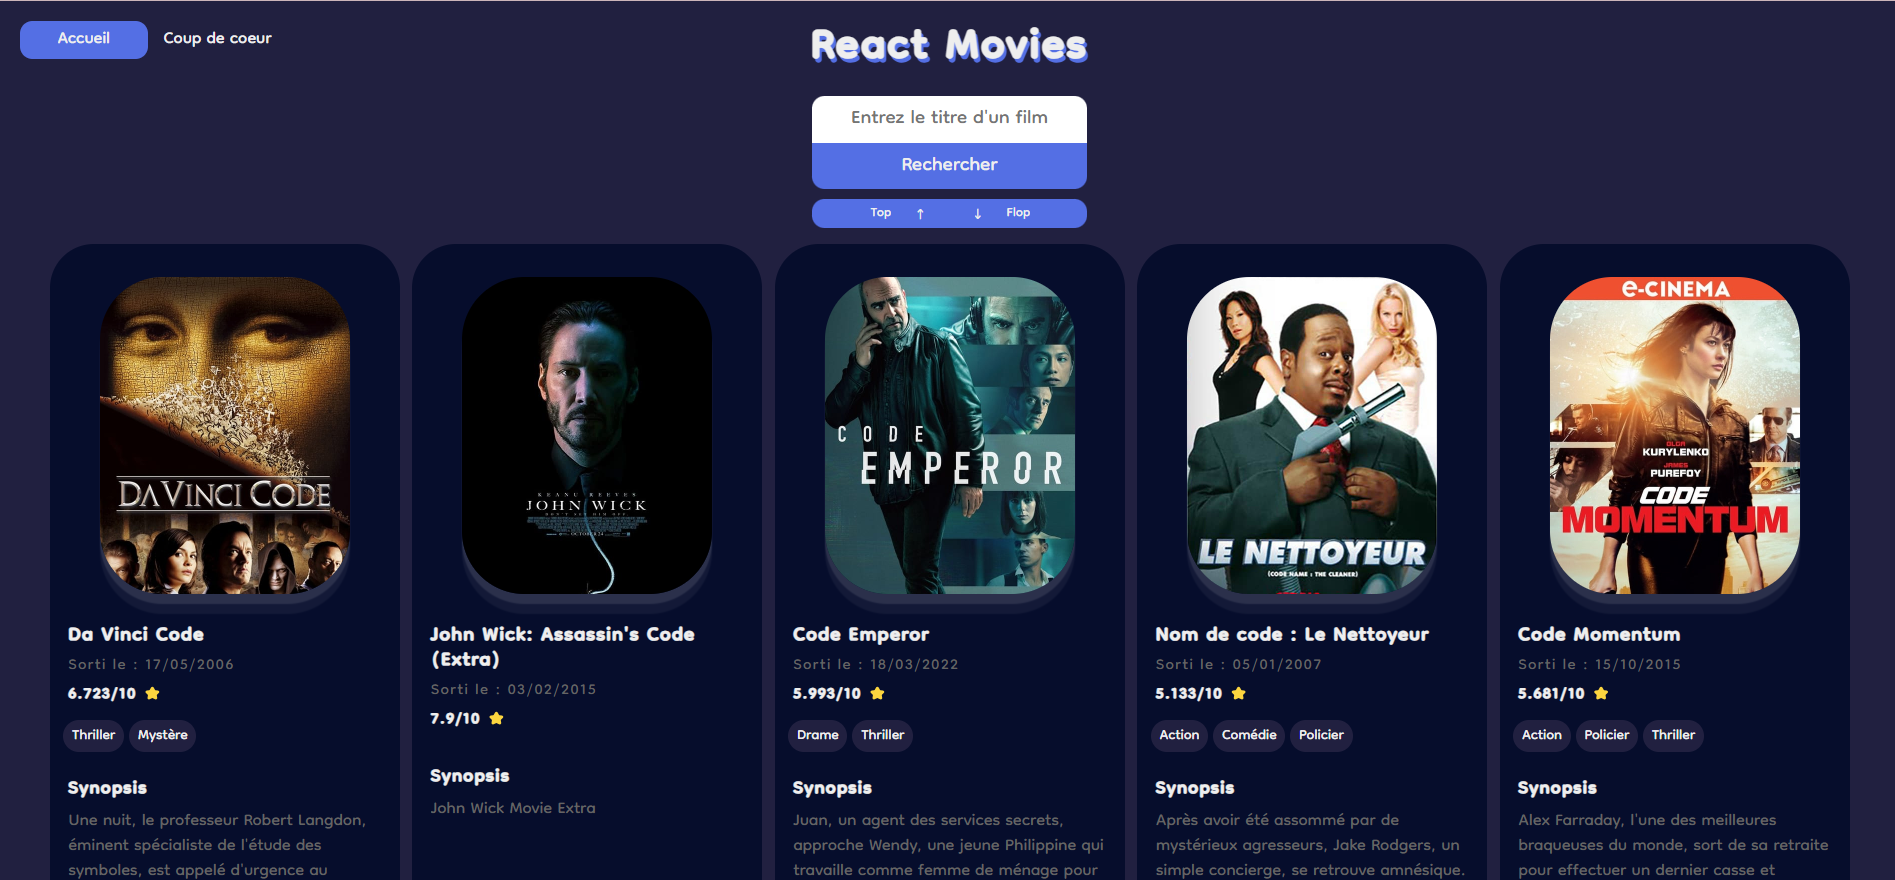 Accueil
Coup de coeur
React Movies
Entrez le titre d'un film
Rechercher
Top ↑ ↓ Flop
DA VINCI CODE
Da Vinci Code
Sorti le : 17/05/2006
6.723/10
Thriller Mystère
Synopsis
Une nuit, le professeur Robert Langdon,
éminent spécialiste de l'étude des
symboles, est appelé d'urgence au
KEANU REEVES
JOHN WICK
OCTOBER 24
John Wick: Assassin's Code
(Extra)
Sorti le : 03/02/2015
7.9/10
Synopsis
John Wick Movie Extra
CODE
EMPEROR
Code Emperor
Sorti le : 18/03/2022
5.993/10
Drame Thriller
Synopsis
Juan, un agent des services secrets,
approche Wendy, une jeune Philippine qui
travaille comme femme de ménage pour
LE NETTOYEUR
(CODE NAME : THE CLEANER)
Nom de code : Le Nettoyeur
Sorti le : 05/01/2007
5.133/10
Action Comédie Policier
Synopsis
Après avoir été assommé par de
mystérieux agresseurs, Jake Rodgers, un
simple concierge, se retrouve amnésique.
e-CINEMA
OLGA
KURYLENKO
JAMES
PUREFOY
CODE
MOMENTUM
Code Momentum
Sorti le : 15/10/2015
5.681/10
Action Policier Thriller
Synopsis
Alex Farraday, l'une des meilleures
braqueuses du monde, sort de sa retraite
pour effectuer un dernier casse et